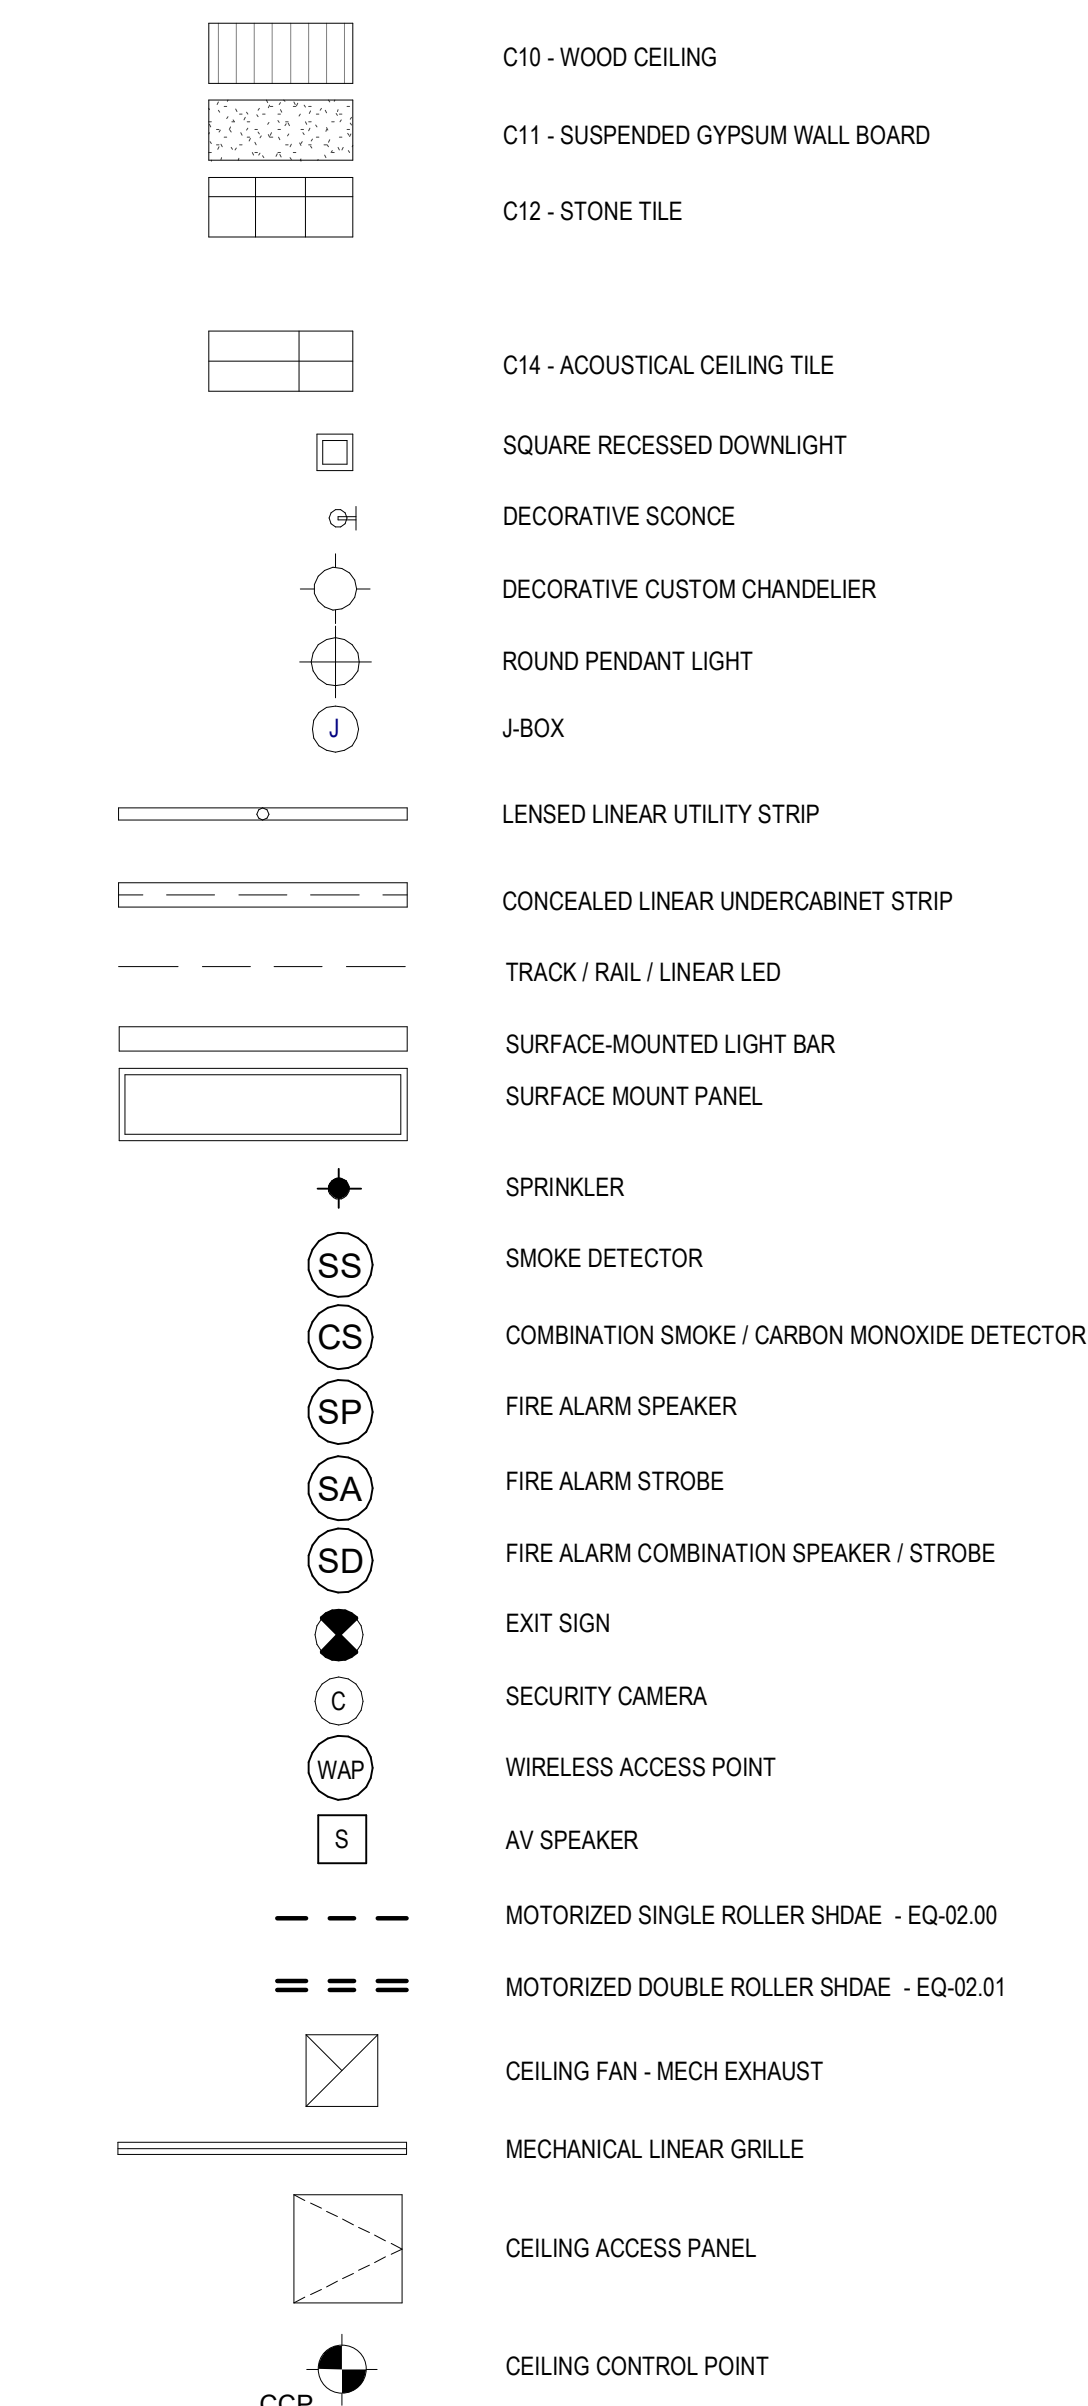 C10 - WOOD CEILING
C11 - SUSPENDED GYPSUM WALL BOARD
C12 - STONE TILE
C14 - ACOUSTICAL CEILING TILE
SQUARE RECESSED DOWNLIGHT
DECORATIVE SCONCE
DECORATIVE CUSTOM CHANDELIER
ROUND PENDANT LIGHT
J J-BOX
LENSED LINEAR UTILITY STRIP
CONCEALED LINEAR UNDERCABINET STRIP
TRACK / RAIL / LINEAR LED
SURFACE-MOUNTED LIGHT BAR
SURFACE MOUNT PANEL
SPRINKLER
SS SMOKE DETECTOR
CS COMBINATION SMOKE / CARBON MONOXIDE DETECTOR
SP FIRE ALARM SPEAKER
SA FIRE ALARM STROBE
SD FIRE ALARM COMBINATION SPEAKER / STROBE
EXIT SIGN
C SECURITY CAMERA
WAP WIRELESS ACCESS POINT
S AV SPEAKER
MOTORIZED SINGLE ROLLER SHDAE - EQ-02.00
MOTORIZED DOUBLE ROLLER SHDAE - EQ-02.01
CEILING FAN - MECH EXHAUST
MECHANICAL LINEAR GRILLE
CEILING ACCESS PANEL
CEILING CONTROL POINT
CCP